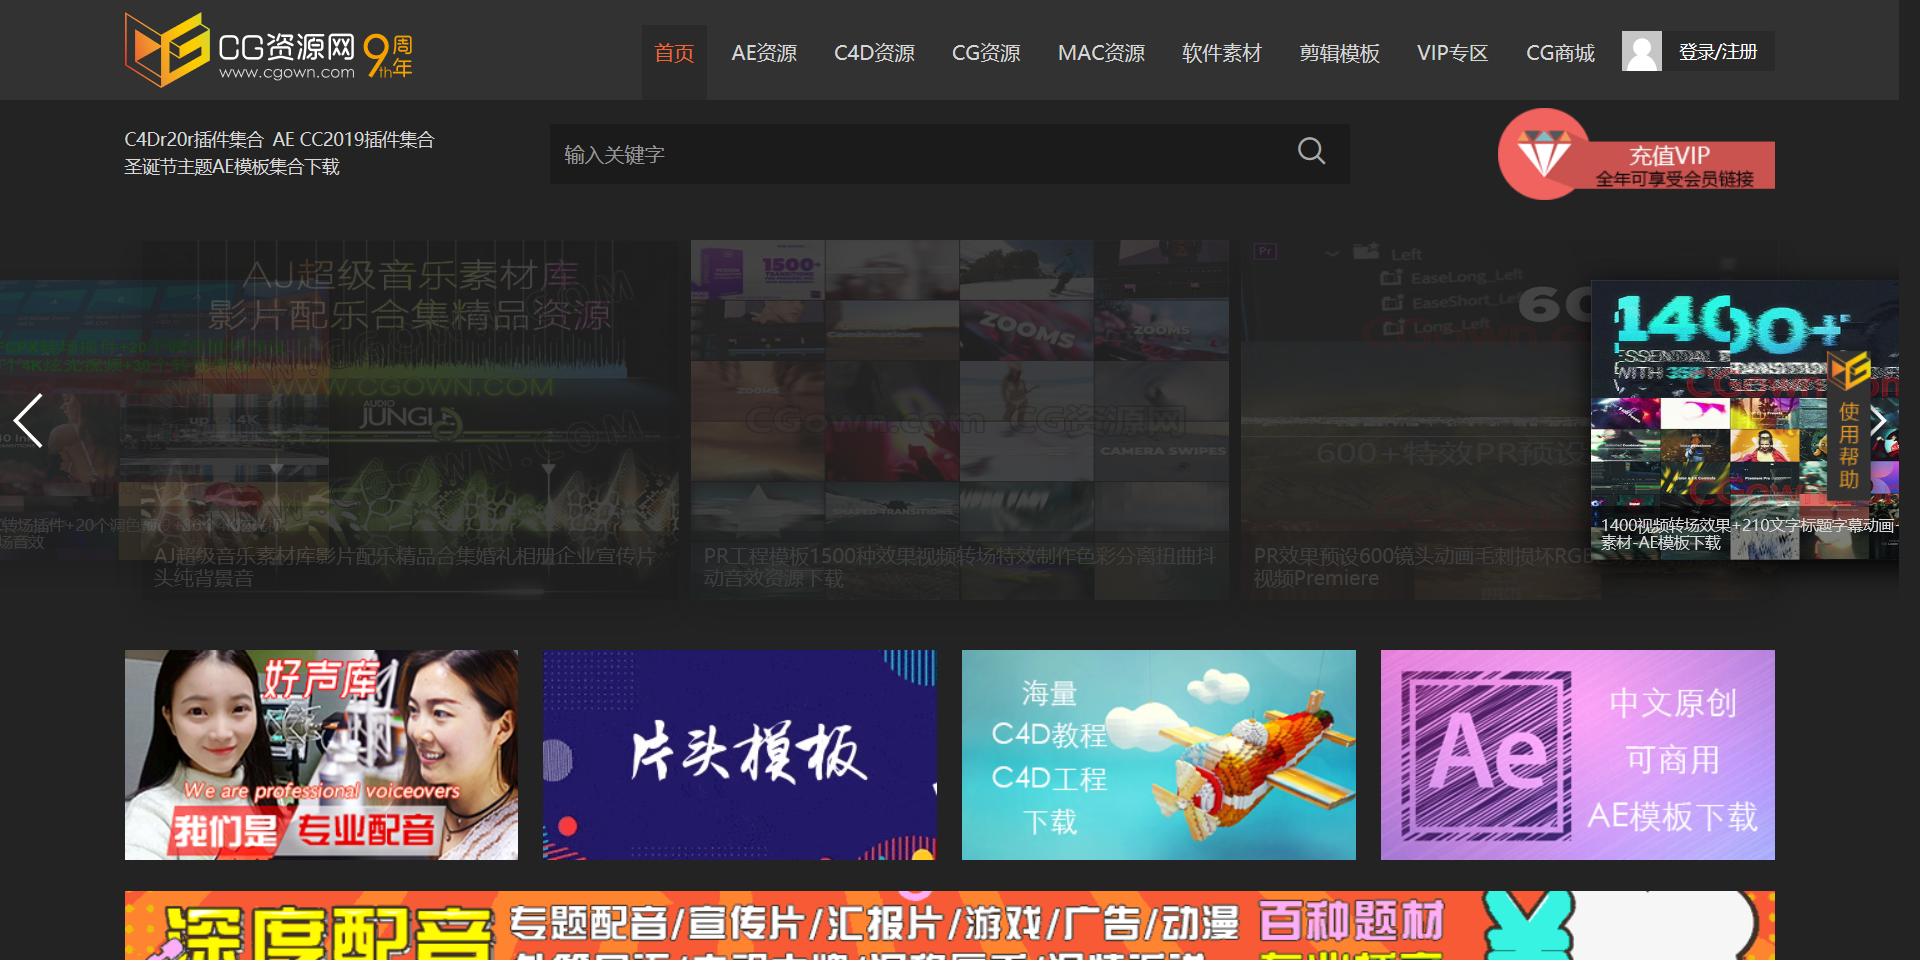 CG资源网
www.cgown.com
9th周年
首页
AE资源
C4D资源
CG资源
MAC资源
软件素材
剪辑模板
VIP专区
CG商城
登录/注册
C4Dr20r插件集合 AE CC2019插件集合
圣诞节主题AE模板集合下载
输入关键字
充值VIP
全年可享受会员链接
AJ超级音乐素材库
影片配乐合集精品资源
WWW.CGOWN.COM
AUDIO
JUNGLE
AJ超级音乐素材库影片配乐精品合集婚礼相册企业宣传片
头纯背景音
1500+
ZOOMS
ZOOMS
ZOOMS
CGown.com CG资源网
CAMERA SWIPES
SHAPED TRANSITIONS
PR工程模板1500种效果视频转场特效制作色彩分离扭曲抖
动音效资源下载
Pr
Left
EaseLong_Left
EaseShort_Le
Long_Left
600+特效PR预设
PR效果预设600镜头动画毛刺损坏RGB
视频Premiere
1400+
1400视频转场效果+210文字标题字幕动画+
素材-AE模板下载
使用帮助
好声库
We are professional voiceovers
我们是 专业配音
片头模板
海量
C4D教程
C4D工程
下载
Ae
中文原创
可商用
AE模板下载
深度配音
专题配音/宣传片/汇报片/游戏/广告/动漫
百种题材